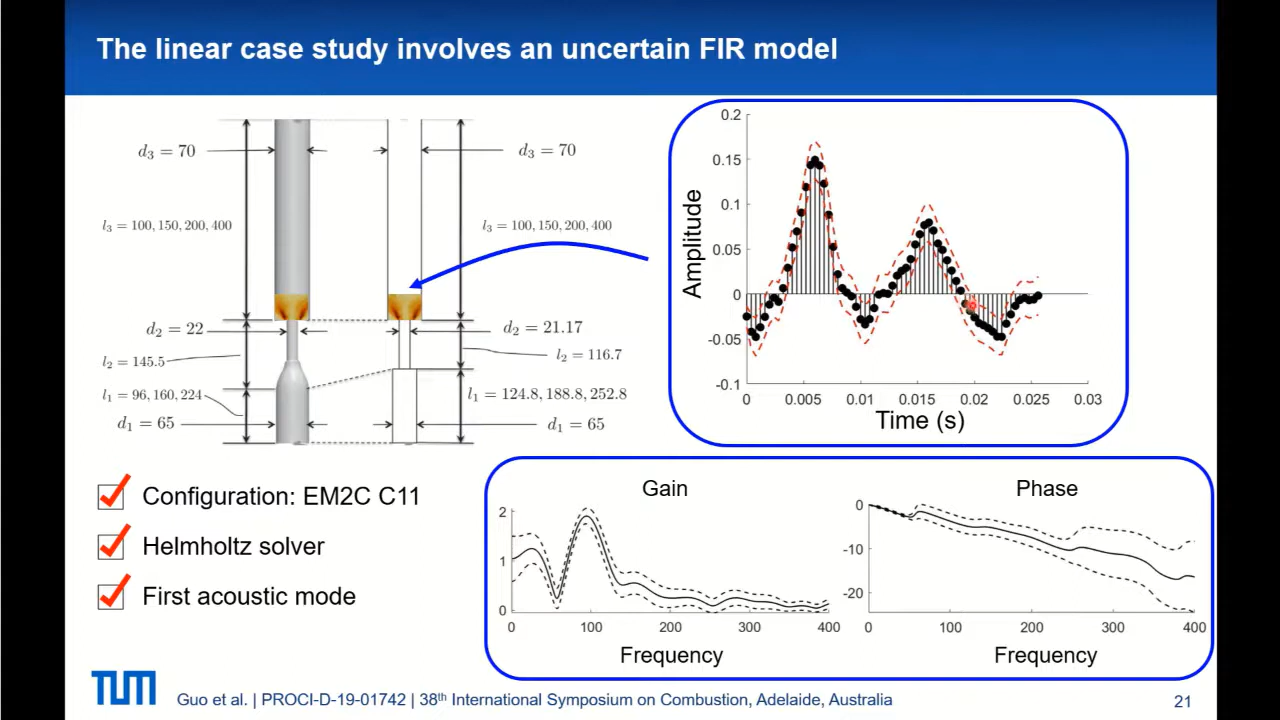 The linear case study involves an uncertain FIR model
d₃ = 70
d₃ = 70
l₃ = 100, 150, 200, 400
l₃ = 100, 150, 200, 400
d₂ = 22
d₂ = 21.17
l₂ = 145.5
l₂ = 116.7
l₁ = 96, 160, 224
l₁ = 124.8, 188.8, 252.8
d₁ = 65
d₁ = 65
Amplitude
0.2
0.15
0.1
0.05
0
-0.05
-0.1
0 0.005 0.01 0.015 0.02 0.025 0.03
Time (s)
Configuration: EM2C C11
Helmholtz solver
First acoustic mode
Gain
2
1
0
0 100 200 300 400
Frequency
Phase
0
-10
-20
0 100 200 300 400
Frequency
TUM
Guo et al. | PROCI-D-19-01742 | 38th International Symposium on Combustion, Adelaide, Australia
21